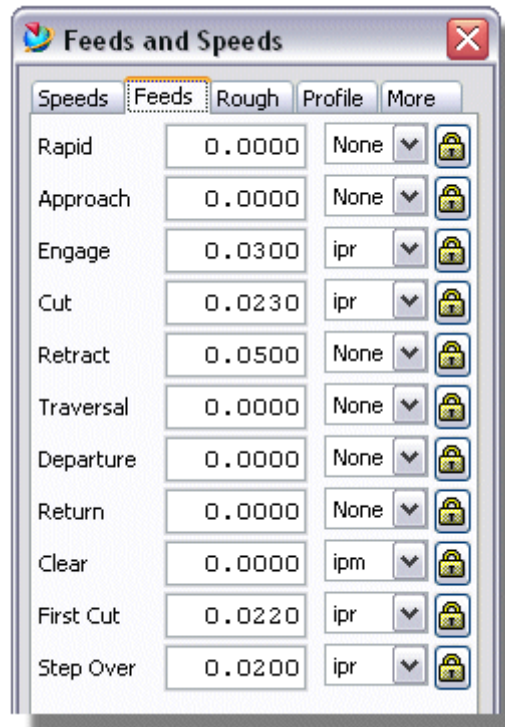 Feeds and Speeds
Speeds Feeds Rough Profile More
Rapid 0.0000 None
Approach 0.0000 None
Engage 0.0300 ipr
Cut 0.0230 ipr
Retract 0.0500 None
Traversal 0.0000 None
Departure 0.0000 None
Return 0.0000 None
Clear 0.0000 ipm
First Cut 0.0220 ipr
Step Over 0.0200 ipr